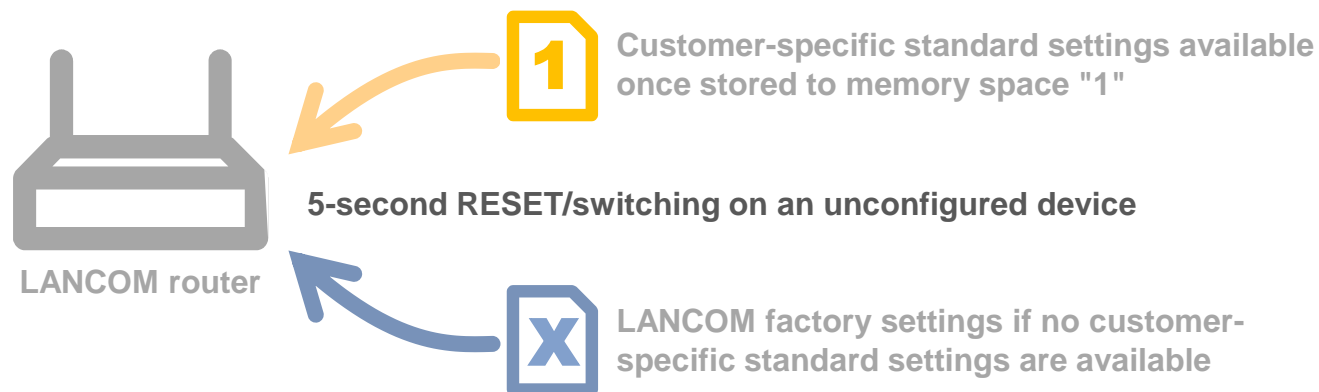 1
Customer-specific standard settings available
once stored to memory space "1"
5-second RESET/switching on an unconfigured device
LANCOM router
X
LANCOM factory settings if no customer-
specific standard settings are available